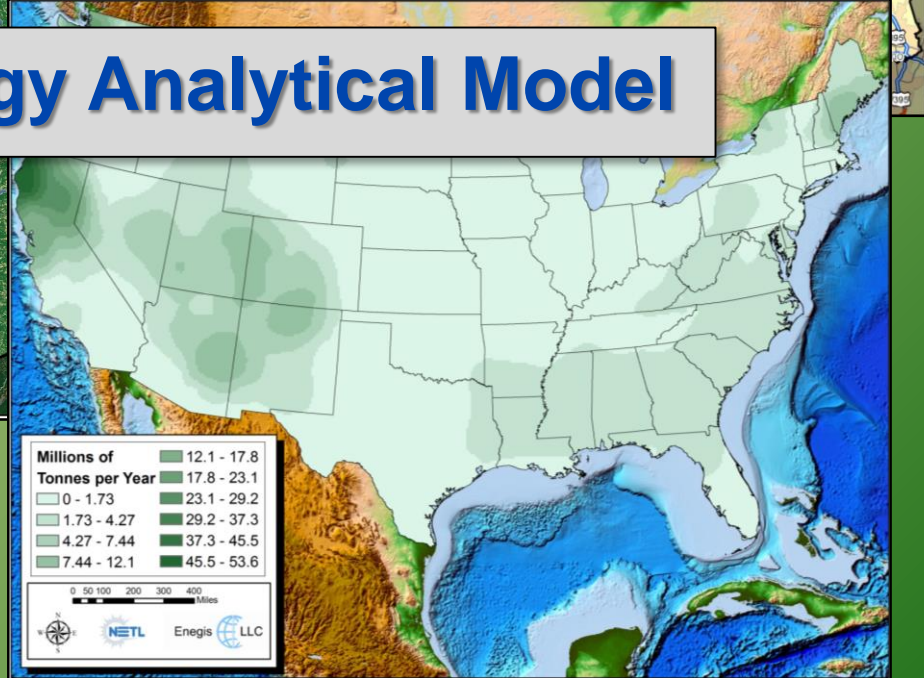 gy Analytical Model
Millions of
Tonnes per Year
0 - 1.73
1.73 - 4.27
4.27 - 7.44
7.44 - 12.1
12.1 - 17.8
17.8 - 23.1
23.1 - 29.2
29.2 - 37.3
37.3 - 45.5
45.5 - 53.6
0 50 100 200 300 400
Miles
N
W E
S
NETL
Enegis LLC
395